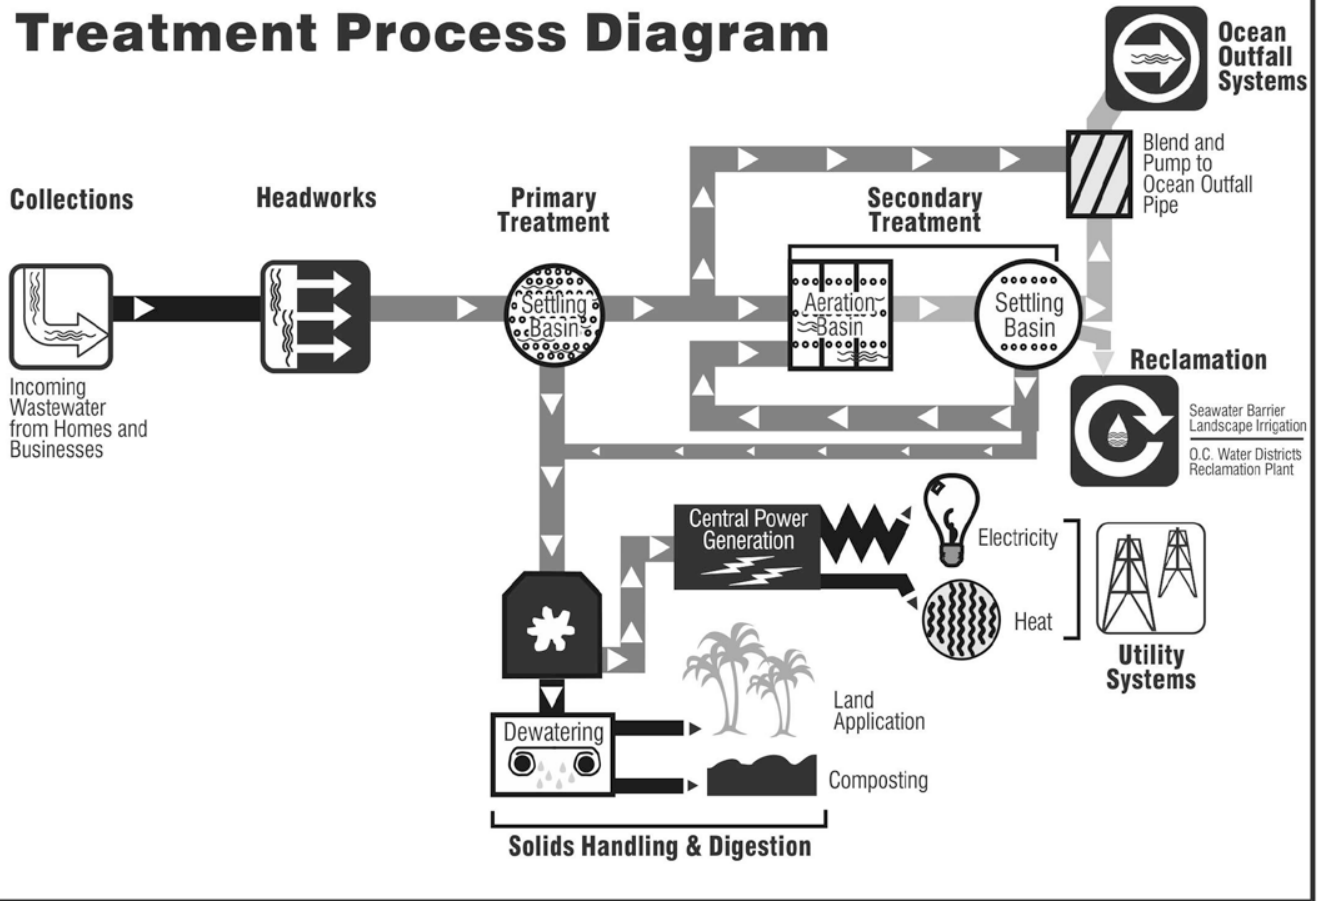 Treatment Process Diagram
Ocean
Outfall
Systems
Blend and
Pump to
Ocean Outfall
Pipe
Collections
Headworks
Primary
Treatment
Secondary
Treatment
Settling
Basin
Aeration
Basin
Settling
Basin
Incoming
Wastewater
from Homes and
Businesses
Reclamation
Seawater Barrier
Landscape Irrigation
O.C. Water Districts
Reclamation Plant
Central Power
Generation
Electricity
Heat
Utility
Systems
Land
Application
Dewatering
Composting
Solids Handling & Digestion